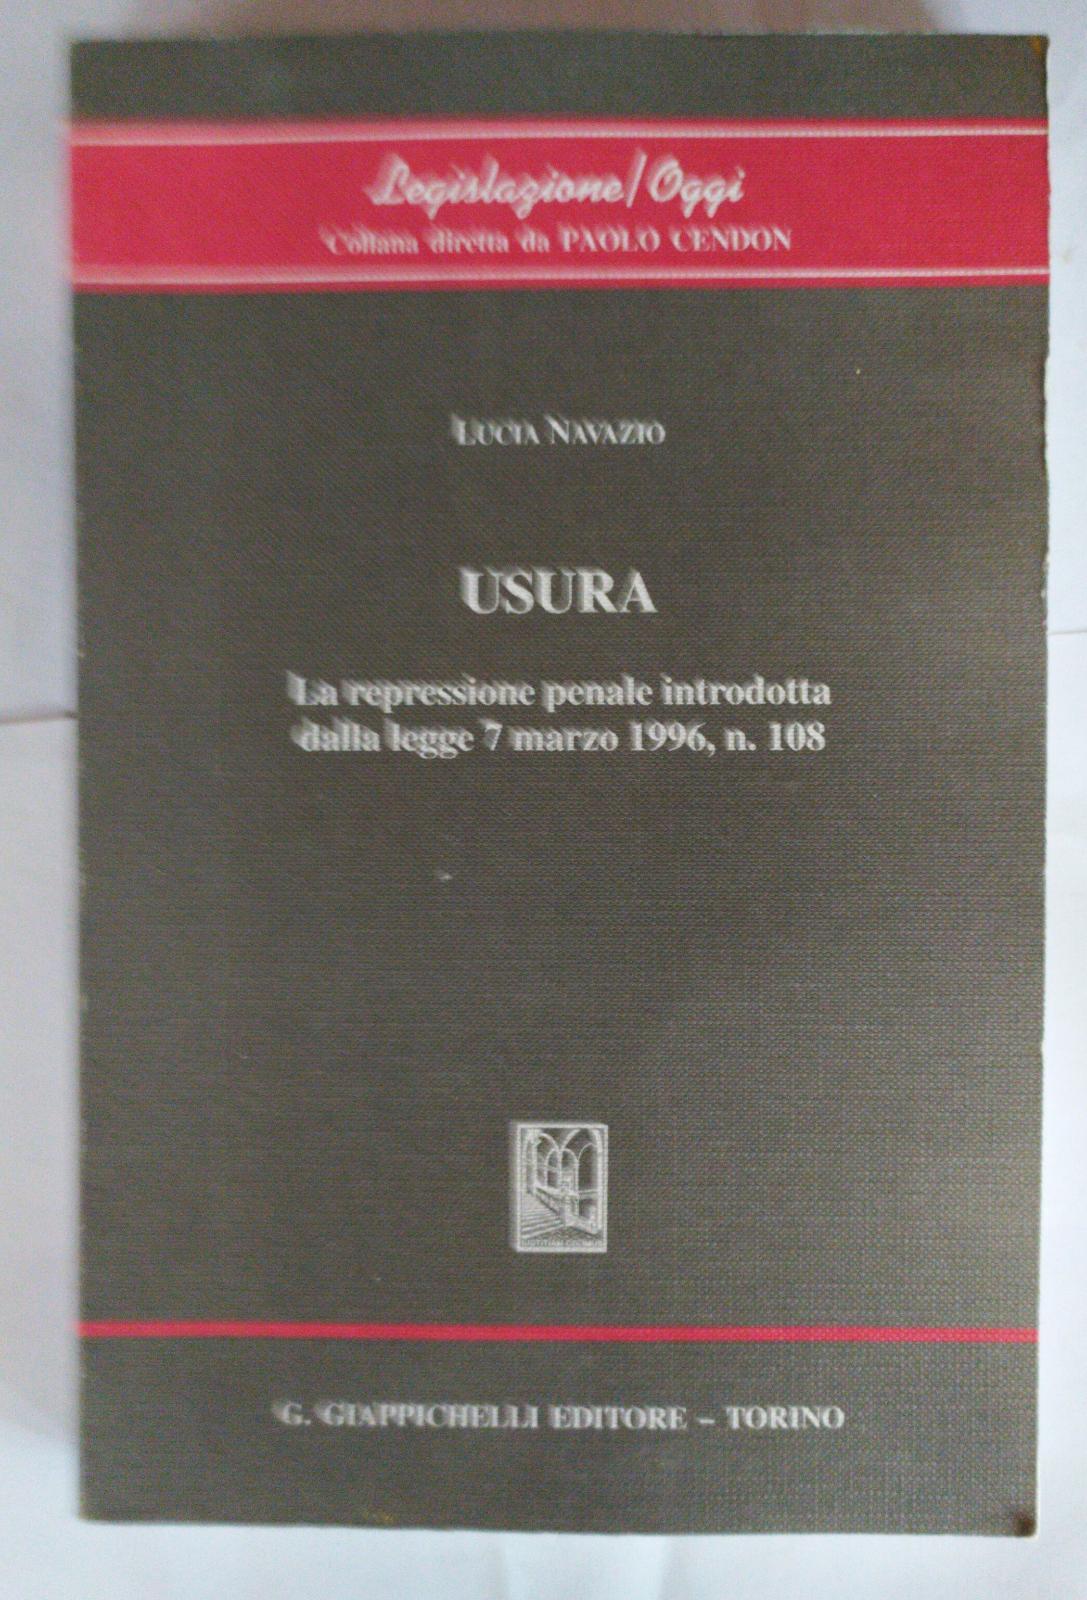 Legislazione/Oggi
Collana diretta da PAOLO CENDON
LUCIA NAVAZIO
USURA
La repressione penale introdotta
dalla legge 7 marzo 1996, n. 108
G. GIAPPICHELLI EDITORE – TORINO